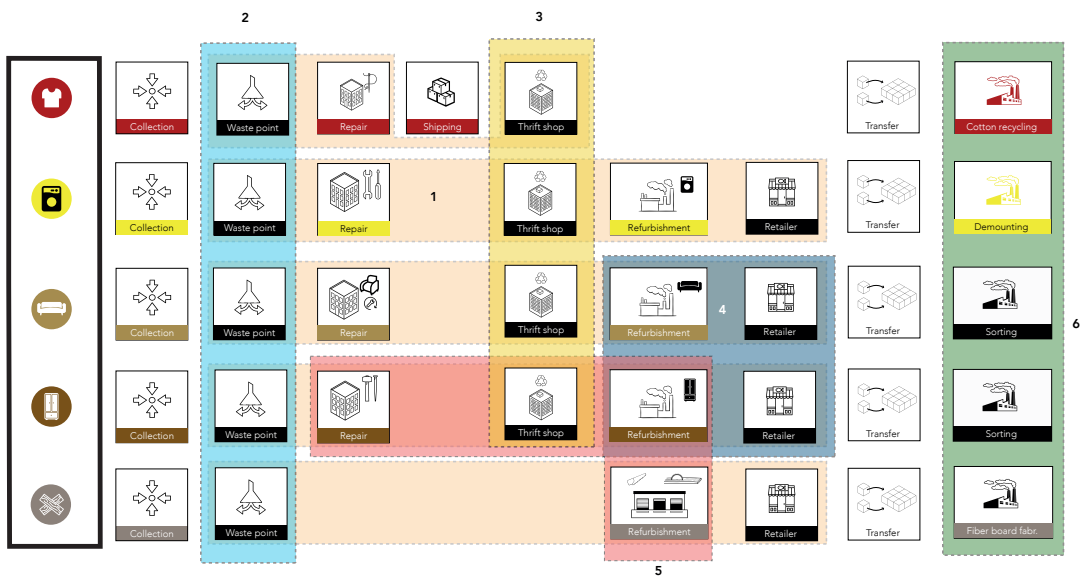 2
3
Collection
Waste point
Repair
Shipping
Thrift shop
Transfer
Cotton recycling
1
Collection
Waste point
Repair
Thrift shop
Refurbishment
Retailer
Transfer
Demounting
4
6
Collection
Waste point
Repair
Thrift shop
Refurbishment
Retailer
Transfer
Sorting
Collection
Waste point
Repair
Thrift shop
Refurbishment
Retailer
Transfer
Sorting
Collection
Waste point
Refurbishment
Retailer
Transfer
Fiber board fabr.
5